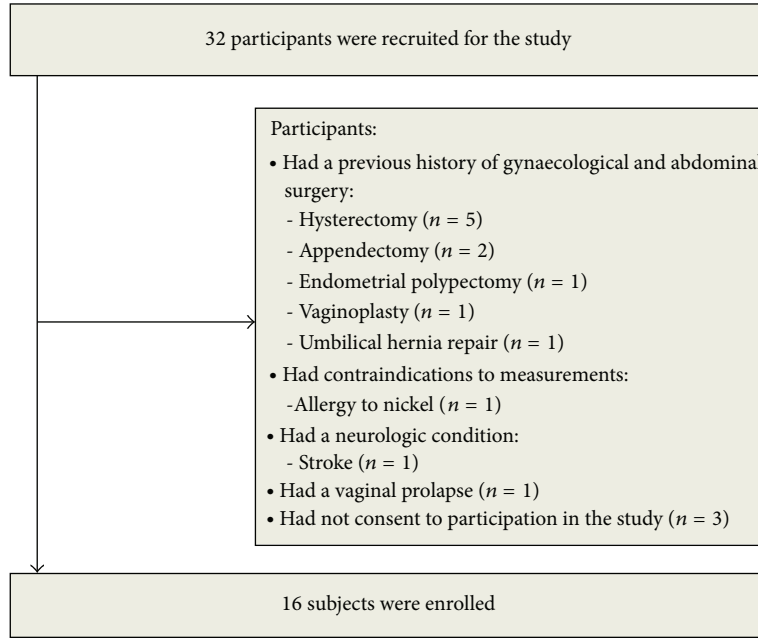 32 participants were recruited for the study
Participants:
• Had a previous history of gynaecological and abdominal
surgery:
- Hysterectomy (n = 5)
- Appendectomy (n = 2)
- Endometrial polypectomy (n = 1)
- Vaginoplasty (n = 1)
- Umbilical hernia repair (n = 1)
• Had contraindications to measurements:
-Allergy to nickel (n = 1)
• Had a neurologic condition:
- Stroke (n = 1)
• Had a vaginal prolapse (n = 1)
• Had not consent to participation in the study (n = 3)
16 subjects were enrolled